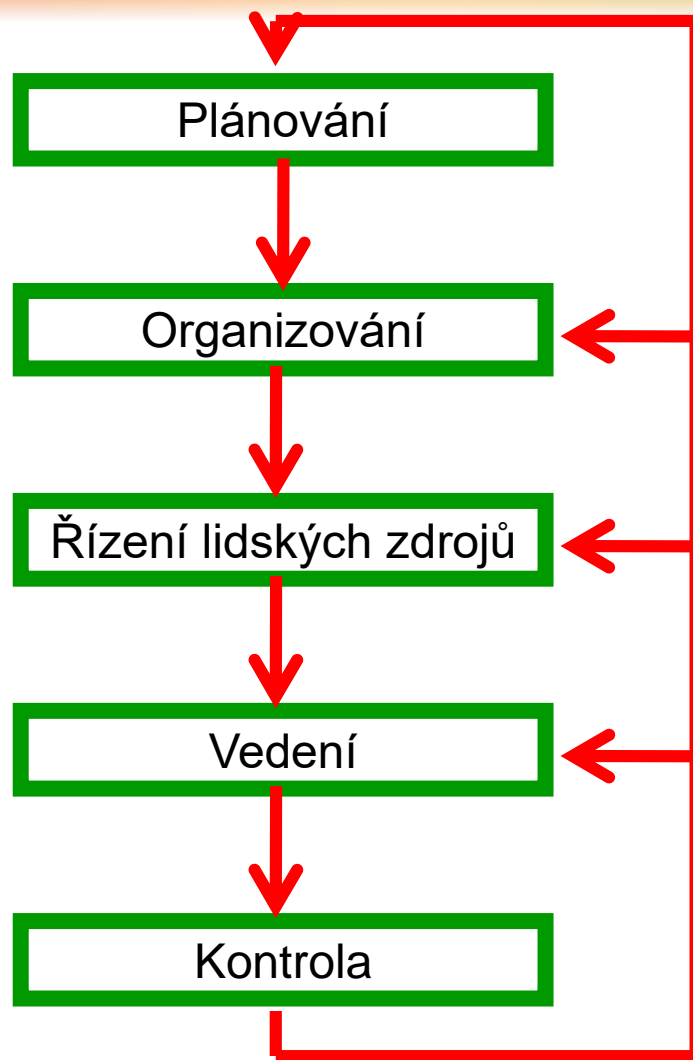 Plánování
Organizování
Řízení lidských zdrojů
Vedení
Kontrola